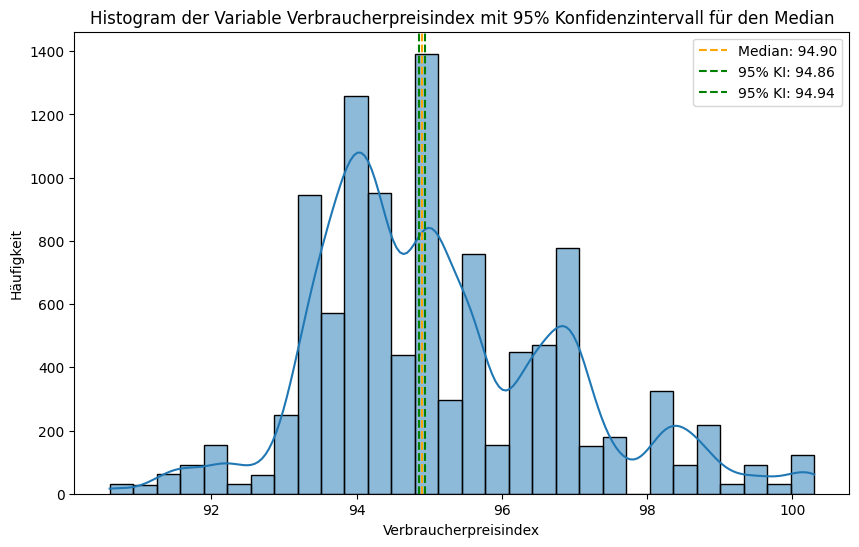 Histogram der Variable Verbraucherpreisindex mit 95% Konfidenzintervall für den Median
Median: 94.90
95% KI: 94.86
95% KI: 94.94
Häufigkeit
1400
1200
1000
800
600
400
200
0
92
94
96
98
100
Verbraucherpreisindex